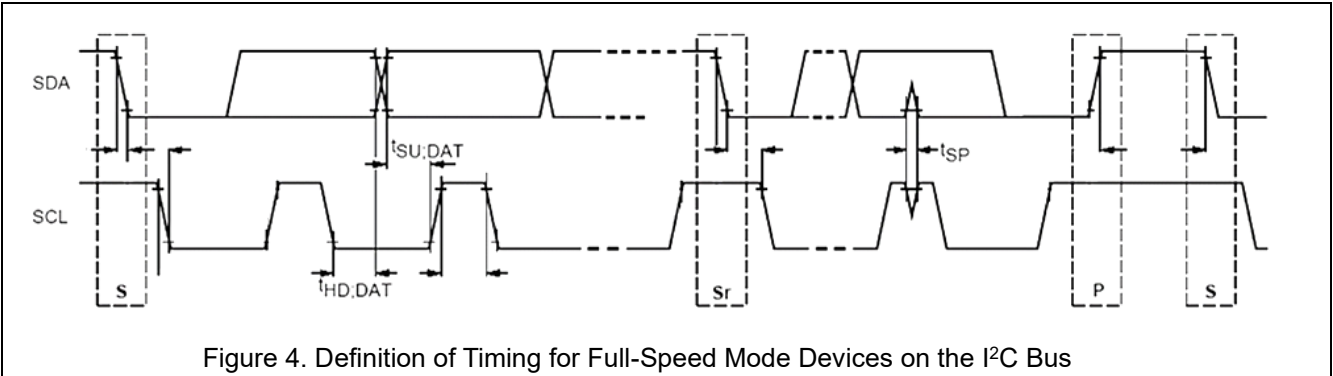 SDA
tSU;DAT
tSP
SCL
tHD;DAT
S
Sr
P
S
Figure 4. Definition of Timing for Full-Speed Mode Devices on the I²C Bus